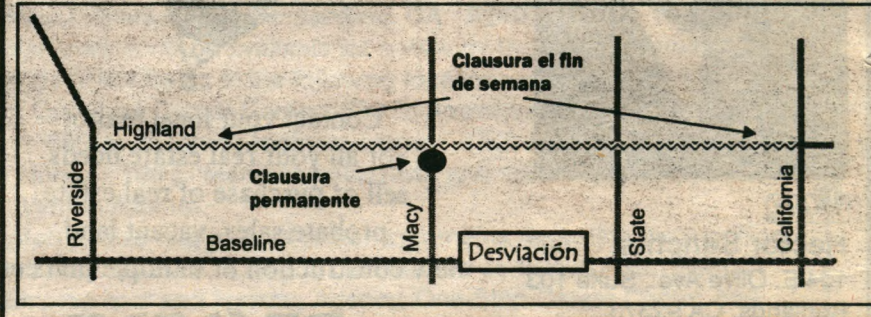 Clausura el fin
de semana
Highland
Clausura
permanente
Riverside
Macy
State
California
Baseline
Desviación